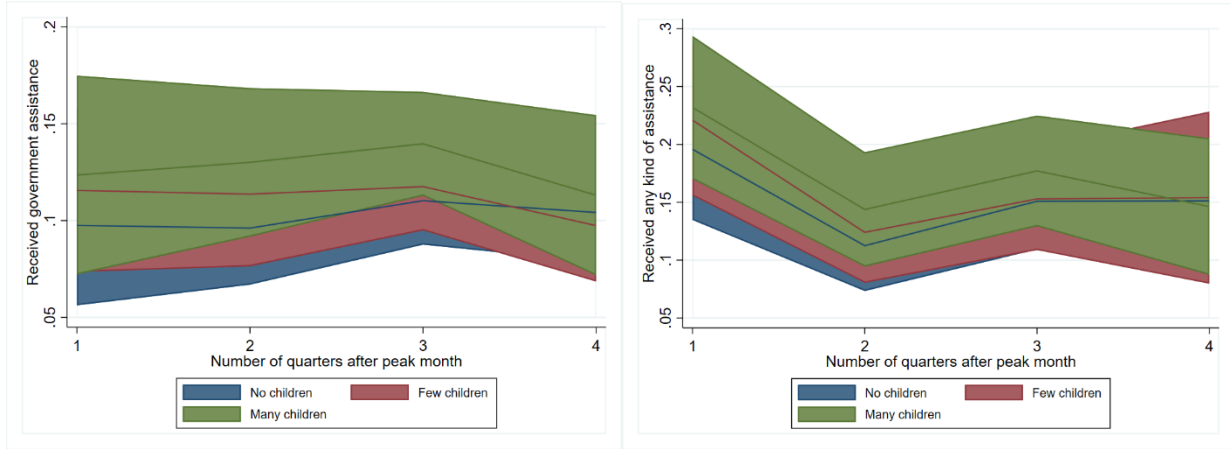 Received government assistance
.2
.15
.1
.05
1 2 3 4
Number of quarters after peak month
No children Few children
Many children
Received any kind of assistance
.3
.25
.2
.15
.1
.05
1 2 3 4
Number of quarters after peak month
No children Few children
Many children